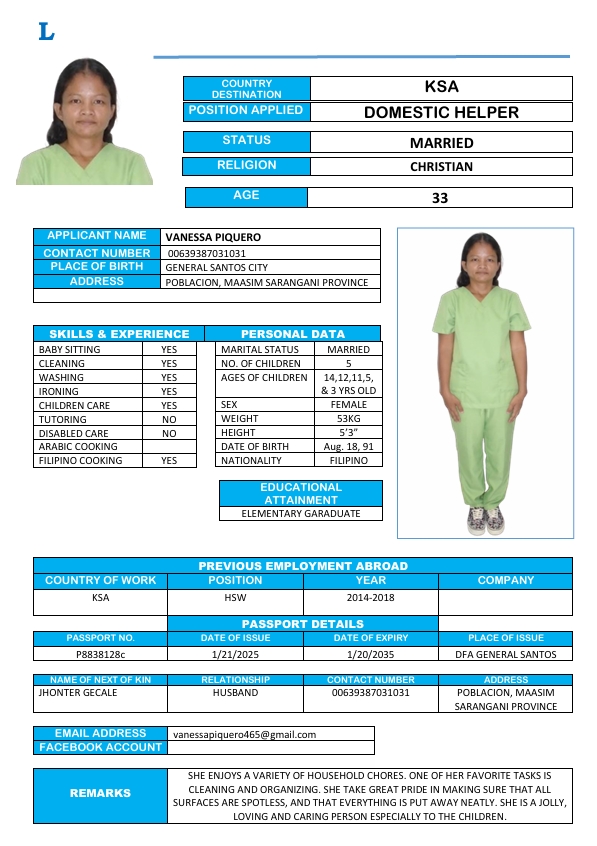 L
COUNTRY DESTINATION KSA
POSITION APPLIED DOMESTIC HELPER
STATUS MARRIED
RELIGION CHRISTIAN
AGE 33
APPLICANT NAME VANESSA PIQUERO
CONTACT NUMBER 00639387031031
PLACE OF BIRTH GENERAL SANTOS CITY
ADDRESS POBLACION, MAASIM SARANGANI PROVINCE
SKILLS & EXPERIENCE
BABY SITTING YES
CLEANING YES
WASHING YES
IRONING YES
CHILDREN CARE YES
TUTORING NO
DISABLED CARE NO
ARABIC COOKING
FILIPINO COOKING YES
PERSONAL DATA
MARITAL STATUS MARRIED
NO. OF CHILDREN 5
AGES OF CHILDREN 14,12,11,5,
& 3 YRS OLD
SEX FEMALE
WEIGHT 53KG
HEIGHT 5'3"
DATE OF BIRTH Aug. 18, 91
NATIONALITY FILIPINO
EDUCATIONAL
ATTAINMENT
ELEMENTARY GARADUATE
PREVIOUS EMPLOYMENT ABROAD
COUNTRY OF WORK POSITION YEAR COMPANY
KSA HSW 2014-2018
PASSPORT DETAILS
PASSPORT NO. DATE OF ISSUE DATE OF EXPIRY PLACE OF ISSUE
P8838128c 1/21/2025 1/20/2035 DFA GENERAL SANTOS
NAME OF NEXT OF KIN RELATIONSHIP CONTACT NUMBER ADDRESS
JHONTER GECALE HUSBAND 00639387031031 POBLACION, MAASIM
SARANGANI PROVINCE
EMAIL ADDRESS vanessapiquero465@gmail.com
FACEBOOK ACCOUNT
REMARKS
SHE ENJOYS A VARIETY OF HOUSEHOLD CHORES. ONE OF HER FAVORITE TASKS IS
CLEANING AND ORGANIZING. SHE TAKE GREAT PRIDE IN MAKING SURE THAT ALL
SURFACES ARE SPOTLESS, AND THAT EVERYTHING IS PUT AWAY NEATLY. SHE IS A JOLLY,
LOVING AND CARING PERSON ESPECIALLY TO THE CHILDREN.